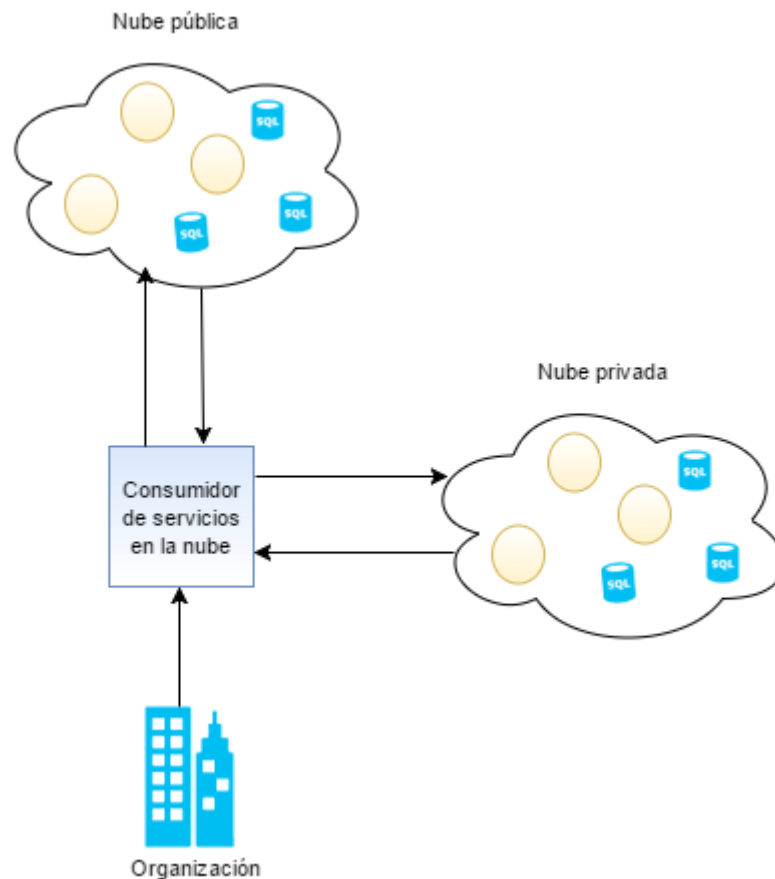 Nube pública
SQL
SQL
SQL
Nube privada
SQL
SQL
SQL
Consumidor
de servicios
en la nube
Organización